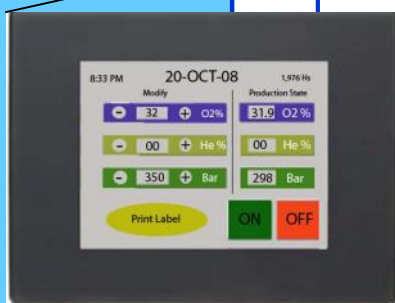 8:33 PM 20-OCT-08 1,976 Hs
Modify Production State
- 32 + O2% 31.9 O2 %
- 00 + He % 00 He %
- 350 + Bar 298 Bar
Print Label ON OFF